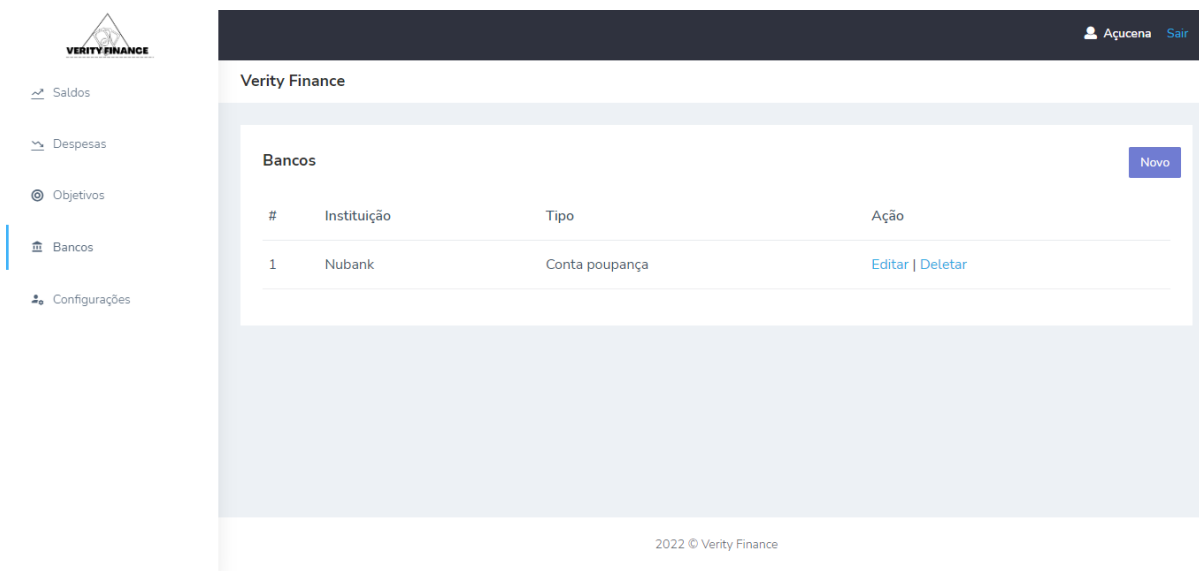 VERITY FINANCE
Açucena Sair
Verity Finance
Saldos
Despesas
Objetivos
Bancos
Configurações
Bancos
Novo
# Instituição Tipo Ação
1 Nubank Conta poupança Editar | Deletar
2022 © Verity Finance